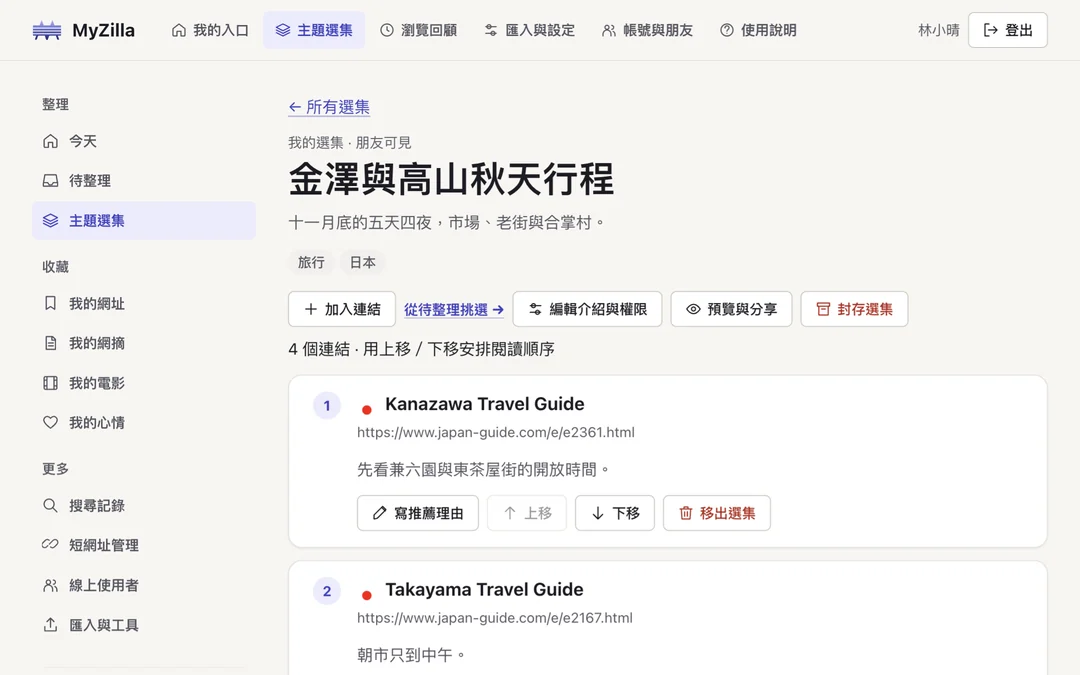 MyZilla
我的入口
主題選集
瀏覽回顧
匯入與設定
帳號與朋友
使用說明
林小晴
登出
整理
今天
待整理
主題選集
收藏
我的網址
我的網摘
我的電影
我的心情
更多
搜尋記錄
短網址管理
線上使用者
匯入與工具
← 所有選集
我的選集 · 朋友可見
金澤與高山秋天行程
十一月底的五天四夜，市場、老街與合掌村。
旅行 日本
加入連結 從待整理挑選 → 編輯介紹與權限 預覽與分享 封存選集
4 個連結 · 用上移 / 下移安排閱讀順序
1 Kanazawa Travel Guide
https://www.japan-guide.com/e/e2361.html
先看兼六園與東茶屋街的開放時間。
寫推薦理由 ↑ 上移 ↓ 下移 移出選集
2 Takayama Travel Guide
https://www.japan-guide.com/e/e2167.html
朝市只到中午。